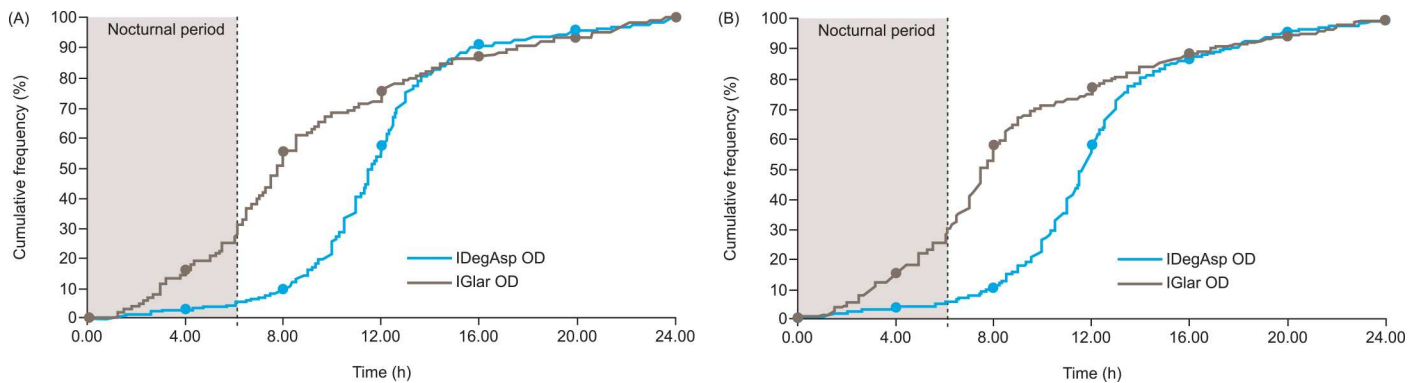 (A)
Nocturnal period
Cumulative frequency (%)
100
90
80
70
60
50
40
30
20
10
0
IDegAsp OD
IGlar OD
0.00 4.00 8.00 12.00 16.00 20.00 24.00
Time (h)
(B)
Nocturnal period
Cumulative frequency (%)
100
90
80
70
60
50
40
30
20
10
0
IDegAsp OD
IGlar OD
0.00 4.00 8.00 12.00 16.00 20.00 24.00
Time (h)